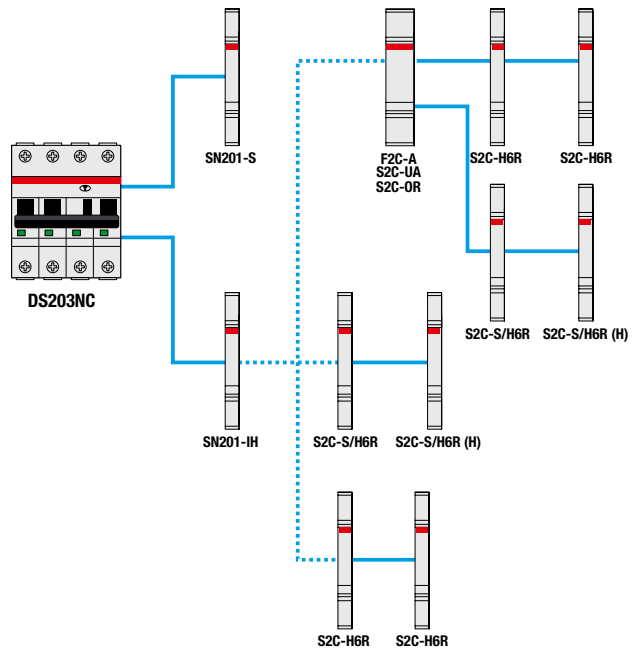 SN201-S
F2C-A
S2C-UA
S2C-OR
S2C-H6R
S2C-H6R
DS203NC
S2C-S/H6R
S2C-S/H6R (H)
SN201-IH
S2C-S/H6R
S2C-S/H6R (H)
S2C-H6R
S2C-H6R